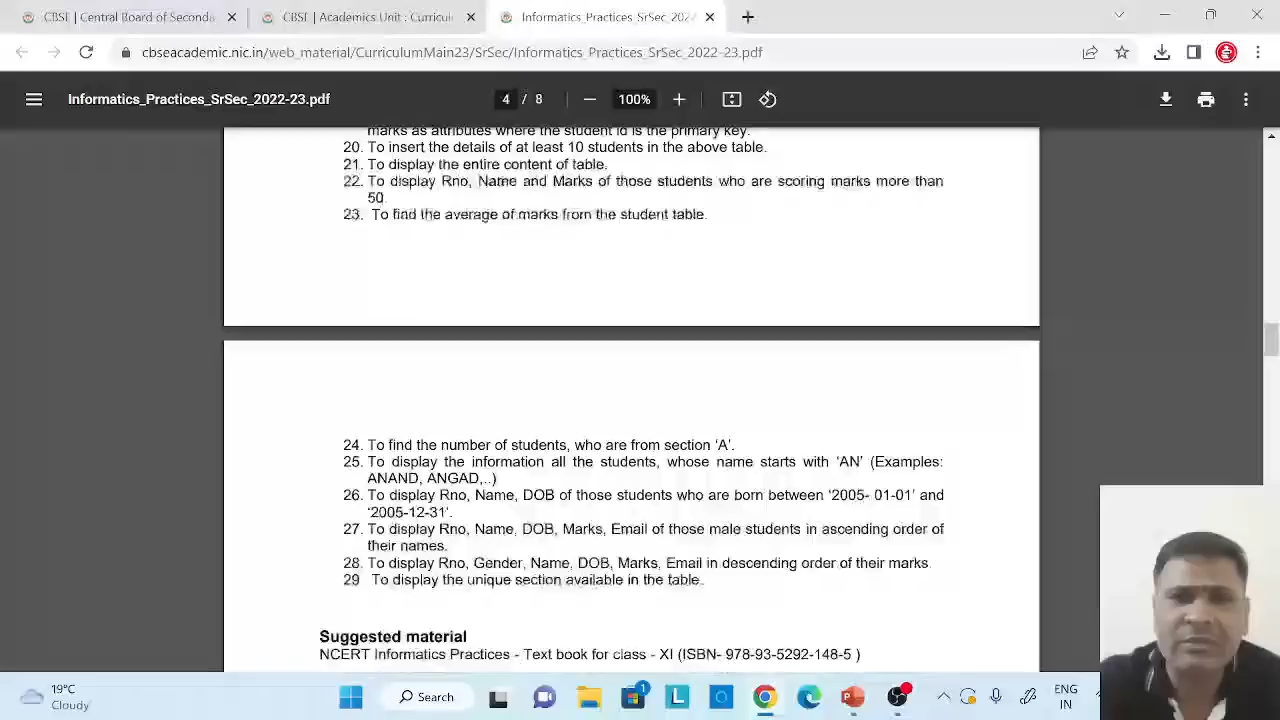 CBSE | Central Board of Seconda
CBSE | Academics Unit : Curricul
Informatics_Practices_SrSec_2022
cbseacademic.nic.in/web_material/CurriculumMain23/SrSec/Informatics_Practices_SrSec_2022-23.pdf
Informatics_Practices_SrSec_2022-23.pdf
4 / 8
100%
marks as attributes where the student id is the primary key.
20. To insert the details of at least 10 students in the above table.
21. To display the entire content of table.
22. To display Rno, Name and Marks of those students who are scoring marks more than
50.
23. To find the average of marks from the student table.
24. To find the number of students, who are from section ‘A’.
25. To display the information all the students, whose name starts with ‘AN’ (Examples:
ANAND, ANGAD,..)
26. To display Rno, Name, DOB of those students who are born between ‘2005- 01-01’ and
‘2005-12-31’.
27. To display Rno, Name, DOB, Marks, Email of those male students in ascending order of
their names.
28. To display Rno, Gender, Name, DOB, Marks, Email in descending order of their marks.
29 To display the unique section available in the table.
Suggested material
NCERT Informatics Practices - Text book for class - XI (ISBN- 978-93-5292-148-5 )
19°C
Cloudy
Search
1
ENG
IN